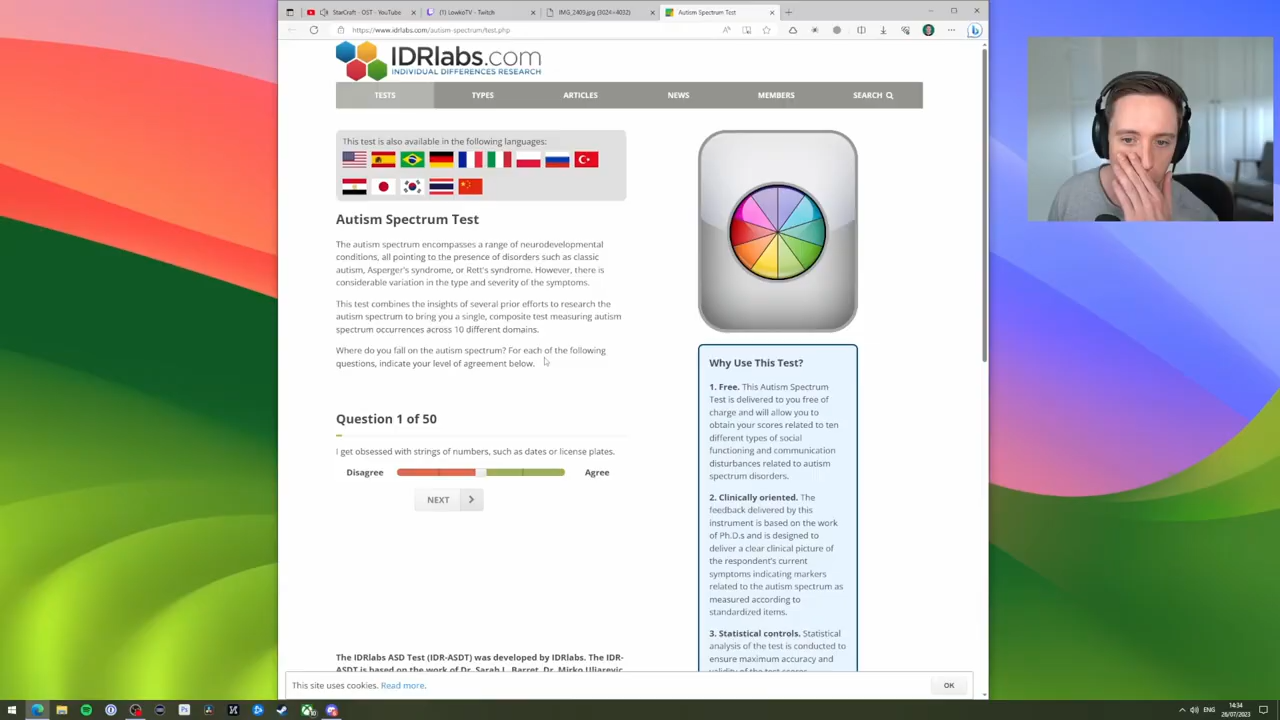 StarCraft - OST - YouTube
(1) LowkoTV - Twitch
IMG_2409.jpg (3024×4032)
Autism Spectrum Test
https://www.idrlabs.com/autism-spectrum/test.php
IDRlabs.com
INDIVIDUAL DIFFERENCES RESEARCH
TESTS
TYPES
ARTICLES
NEWS
MEMBERS
SEARCH
This test is also available in the following languages:
Autism Spectrum Test
The autism spectrum encompasses a range of neurodevelopmental
conditions, all pointing to the presence of disorders such as classic
autism, Asperger's syndrome, or Rett's syndrome. However, there is
considerable variation in the type and severity of the symptoms.
This test combines the insights of several prior efforts to research the
autism spectrum to bring you a single, composite test measuring autism
spectrum occurrences across 10 different domains.
Where do you fall on the autism spectrum? For each of the following
questions, indicate your level of agreement below.
Question 1 of 50
I get obsessed with strings of numbers, such as dates or license plates.
Disagree
Agree
NEXT
The IDRlabs ASD Test (IDR-ASDT) was developed by IDRlabs. The IDR-
ASDT is based on the work of Dr. Sarah L. Barret, Dr. Mirko Uljarevic,
Why Use This Test?
1. Free. This Autism Spectrum
Test is delivered to you free of
charge and will allow you to
obtain your scores related to ten
different types of social
functioning and communication
disturbances related to autism
spectrum disorders.
2. Clinically oriented. The
feedback delivered by this
instrument is based on the work
of Ph.D.s and is designed to
deliver a clear clinical picture of
the respondent's current
symptoms indicating markers
related to the autism spectrum as
measured according to
standardized items.
3. Statistical controls. Statistical
analysis of the test is conducted to
ensure maximum accuracy and
validity of the test scores.
This site uses cookies. Read more.
OK
ENG
14:34
26/07/2023